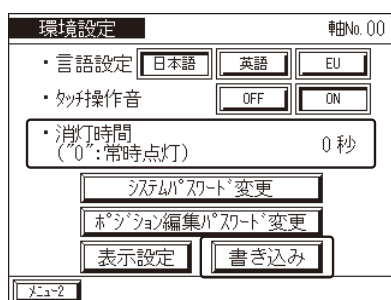 環境設定 軸No. 00
・言語設定 日本語 英語 EU
・ﾀｯﾁ操作音 OFF ON
・消灯時間 0 秒
("0":常時点灯)
ｼｽﾃﾑﾊﾟｽﾜｰﾄﾞ変更
ﾎﾟｼﾞｼｮﾝ編集ﾊﾟｽﾜｰﾄﾞ変更
表示設定 書き込み
ﾒﾆｭｰ2